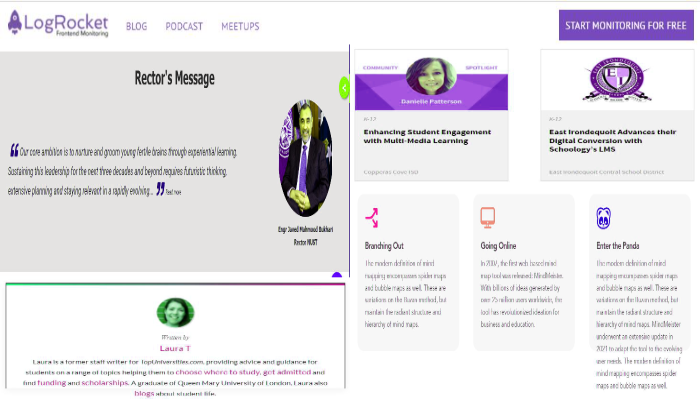 LogRocket
Frontend Monitoring
BLOG PODCAST MEETUPS
START MONITORING FOR FREE
Rector's Message
Our core ambition is to nurture and groom young fertile brains through experiential learning.
Sustaining this leadership for the next three decades and beyond requires futuristic thinking,
extensive planning and staying relevant in a rapidly evolving... Read more
Engr Javed Mahmood Bukhari
Rector NUST
COMMUNITY SPOTLIGHT
Danielle Patterson
K-12
Enhancing Student Engagement
with Multi-Media Learning
Copperas Cove ISD
K-12
East Irondequoit Advances their
Digital Conversion with
Schoology's LMS
East Irondequoit Central School District
Branching Out
The modern definition of mind
mapping encompasses spider maps
and bubble maps as well. These are
variations on the Buzan method, but
maintain the radiant structure and
hierarchy of mind maps.
Going Online
In 2007, the first web-based mind
map tool was released: MindMeister.
With billions of ideas generated by
over 25 million users worldwide, the
tool has revolutionized ideation for
business and education.
Enter the Panda
The modern definition of mind
mapping encompasses spider maps
and bubble maps as well. These are
variations on the Buzan method, but
maintain the radiant structure and
hierarchy of mind maps. MindMeister
underwent an extensive update in
2021 to adapt the tool to the evolving
user needs. The modern definition of
mind mapping encompasses spider
maps and bubble maps as well.
Written by
Laura T
Laura is a former staff writer for TopUniversities.com, providing advice and guidance for
students on a range of topics helping them to choose where to study, get admitted and
find funding and scholarships. A graduate of Queen Mary University of London, Laura also
blogs about student life.